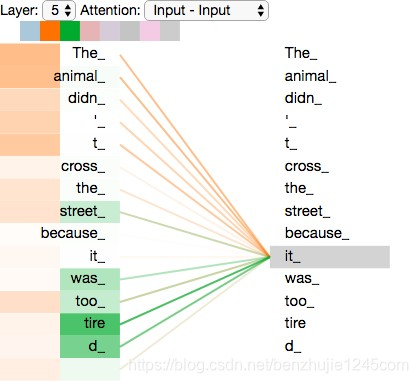 Layer: 5 Attention: Input - Input
The_ The_
animal_ animal_
didn_ didn_
'_ '_
t_ t_
cross_ cross_
the_ the_
street_ street_
because_ because_
it_ it_
was_ was_
too_ too_
tire tire
d_ d_
https://blog.csdn.net/benzhujie1245com